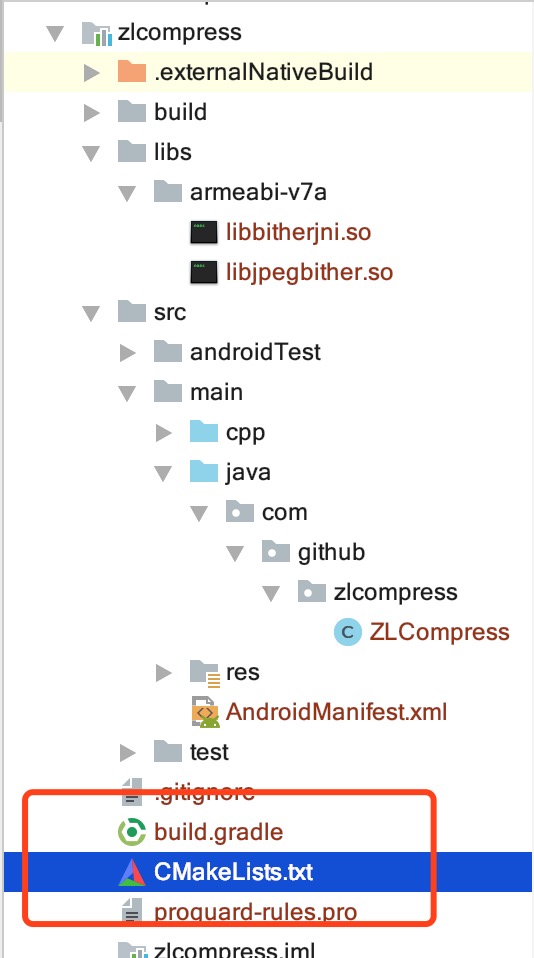 zlcompress
.externalNativeBuild
build
libs
armeabi-v7a
libbitherjni.so
libjpegbither.so
src
androidTest
main
cpp
java
com
github
zlcompress
C ZLCompress
res
AndroidManifest.xml
test
.gitignore
build.gradle
CMakeLists.txt
proguard-rules.pro
zlcompress.iml